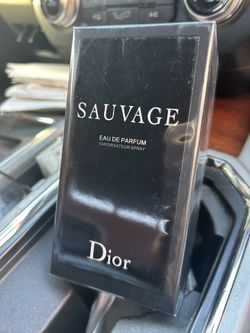 SAUVAGE
EAU DE PARFUM
VAPORISATEUR SPRAY
Dior